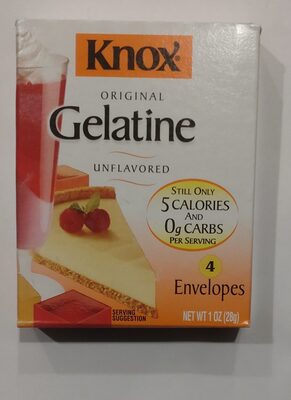 Knox®
ORIGINAL
Gelatine
UNFLAVORED
STILL ONLY
5 CALORIES
AND
0g CARBS
PER SERVING
4
Envelopes
SERVING
SUGGESTION
NET WT 1 OZ (28g)